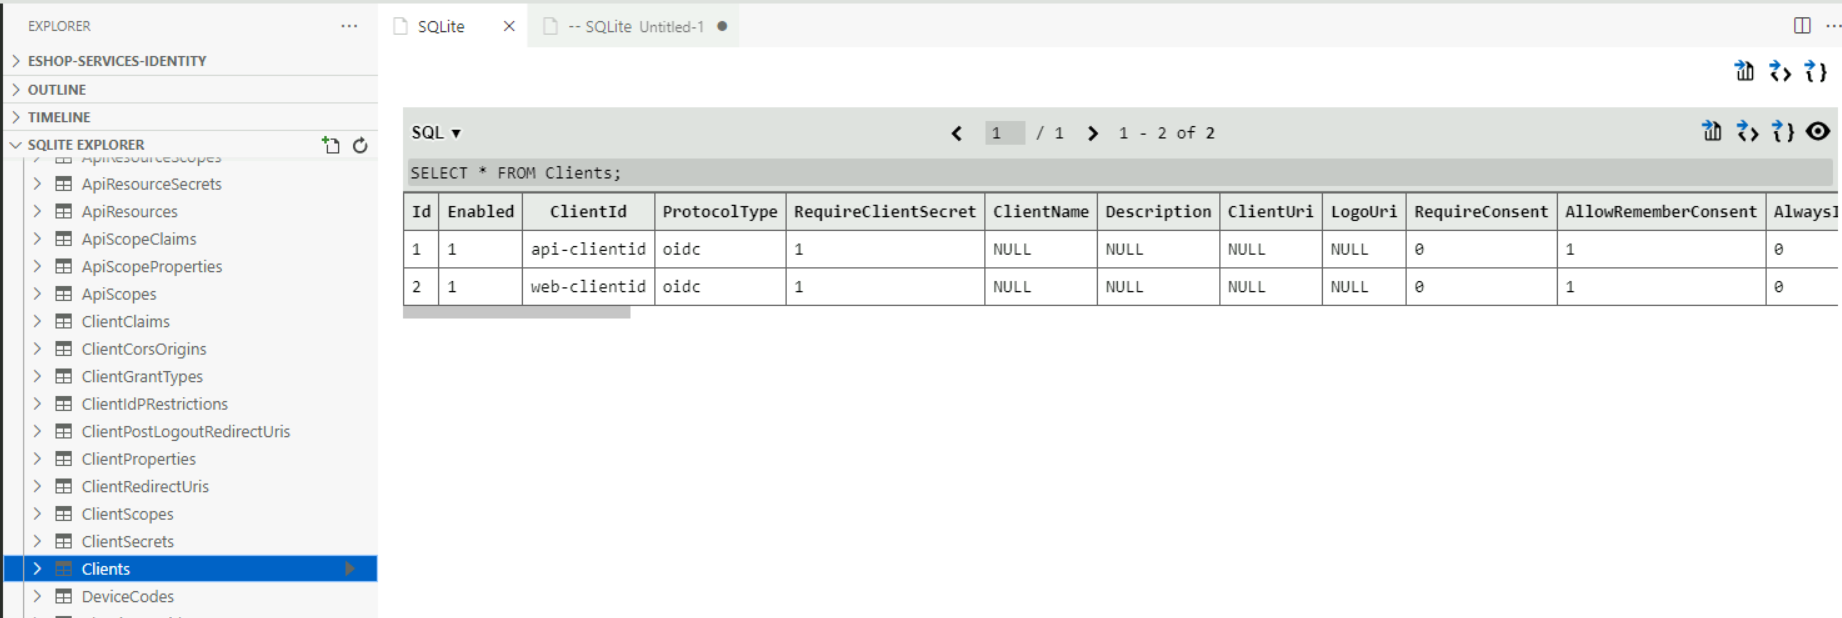 EXPLORER
ESHOP-SERVICES-IDENTITY
OUTLINE
TIMELINE
SQLITE EXPLORER
ApiResourceScopes
ApiResourceSecrets
ApiResources
ApiScopeClaims
ApiScopeProperties
ApiScopes
ClientClaims
ClientCorsOrigins
ClientGrantTypes
ClientIdPRestrictions
ClientPostLogoutRedirectUris
ClientProperties
ClientRedirectUris
ClientScopes
ClientSecrets
Clients
DeviceCodes
SQLite
-- SQLite Untitled-1
SQL ▼ < 1 / 1 > 1 - 2 of 2
SELECT * FROM Clients;
Id Enabled ClientId ProtocolType RequireClientSecret ClientName Description ClientUri LogoUri RequireConsent AllowRememberConsent AlwaysI
1 1 api-clientid oidc 1 NULL NULL NULL NULL 0 1 0
2 1 web-clientid oidc 1 NULL NULL NULL NULL 0 1 0